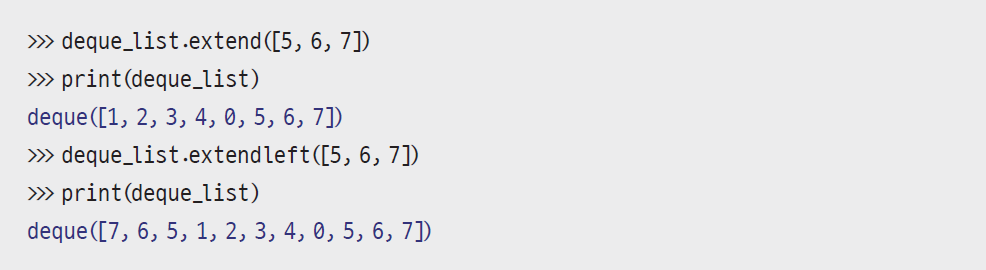 >>> deque_list.extend([5, 6, 7])
>>> print(deque_list)
deque([1, 2, 3, 4, 0, 5, 6, 7])
>>> deque_list.extendleft([5, 6, 7])
>>> print(deque_list)
deque([7, 6, 5, 1, 2, 3, 4, 0, 5, 6, 7])